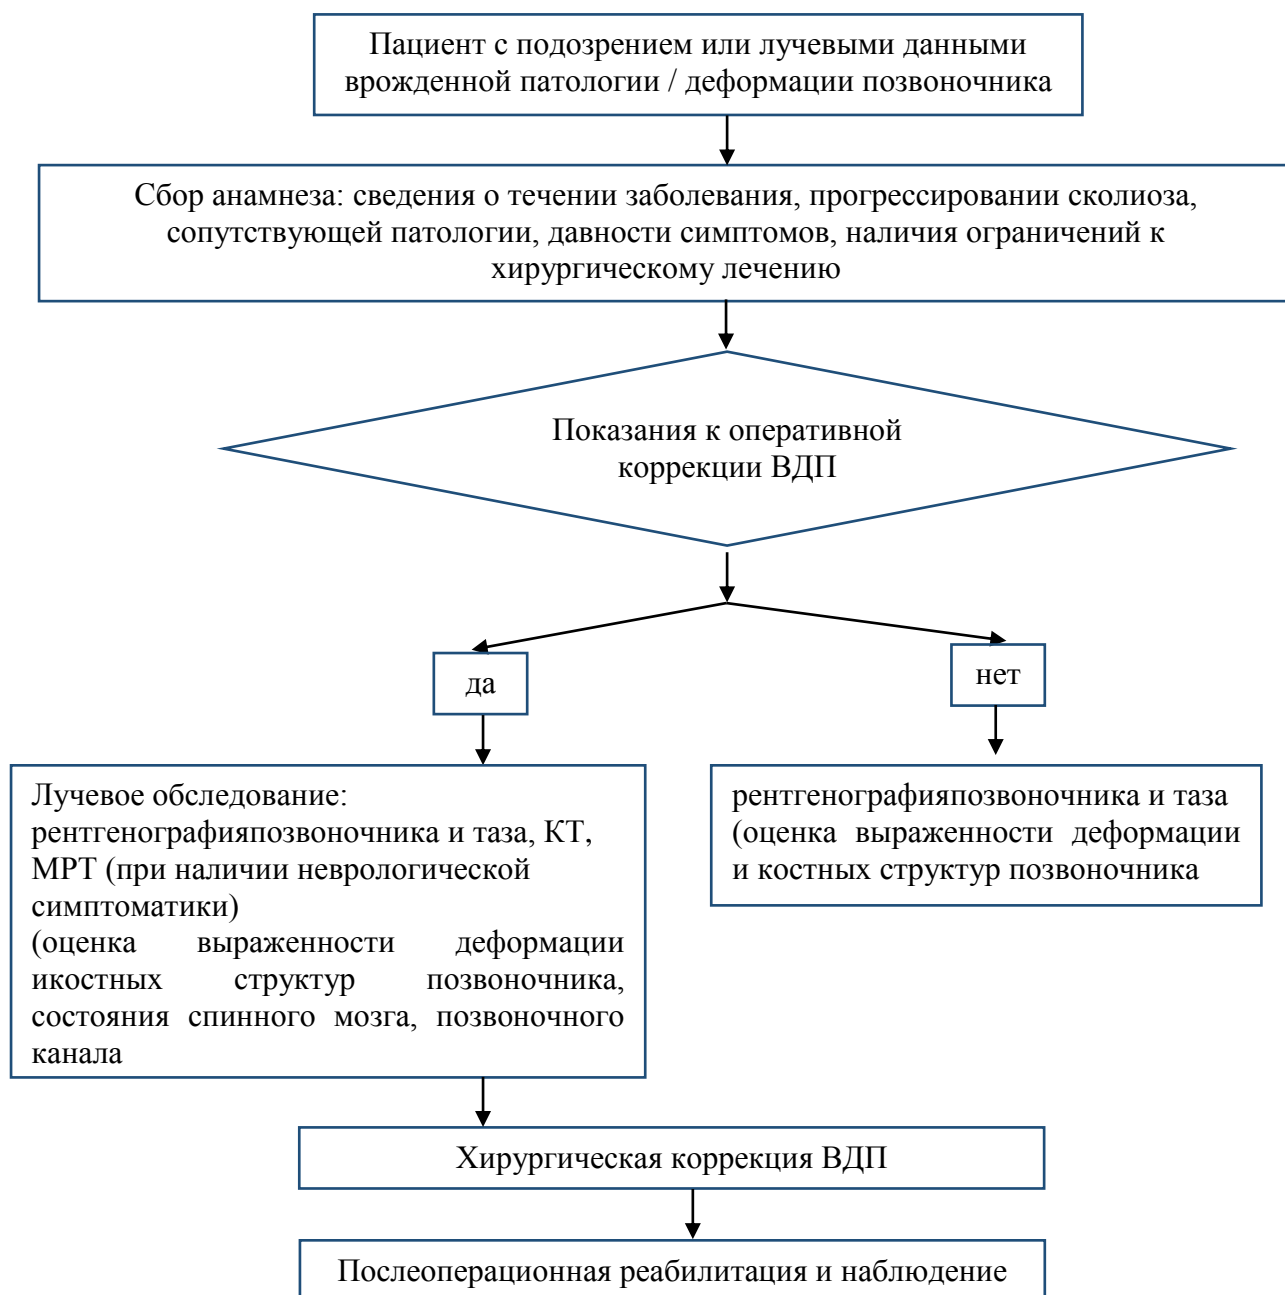 Пациент с подозрением или лучевыми данными
врожденной патологии / деформации позвоночника
Сбор анамнеза: сведения о течении заболевания, прогрессировании сколиоза,
сопутствующей патологии, давности симптомов, наличия ограничений к
хирургическому лечению
Показания к оперативной
коррекции ВДП
да
нет
Лучевое обследование:
рентгенографияпозвоночника и таза, КТ,
МРТ (при наличии неврологической
симптоматики)
(оценка выраженности деформации
икостных структур позвоночника,
состояния спинного мозга, позвоночного
канала
рентгенографияпозвоночника и таза
(оценка выраженности деформации
и костных структур позвоночника
Хирургическая коррекция ВДП
Послеоперационная реабилитация и наблюдение